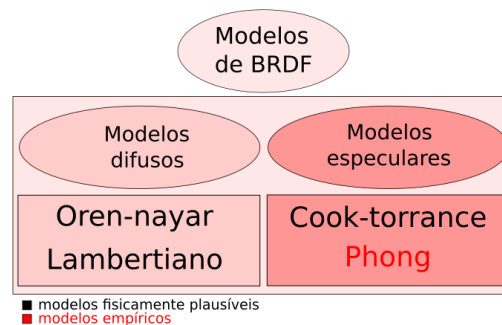 Modelos
de BRDF
Modelos
difusos
Modelos
especulares
Oren-nayar
Lambertiano
Cook-torrance
Phong
modelos fisicamente plausíveis
modelos empíricos